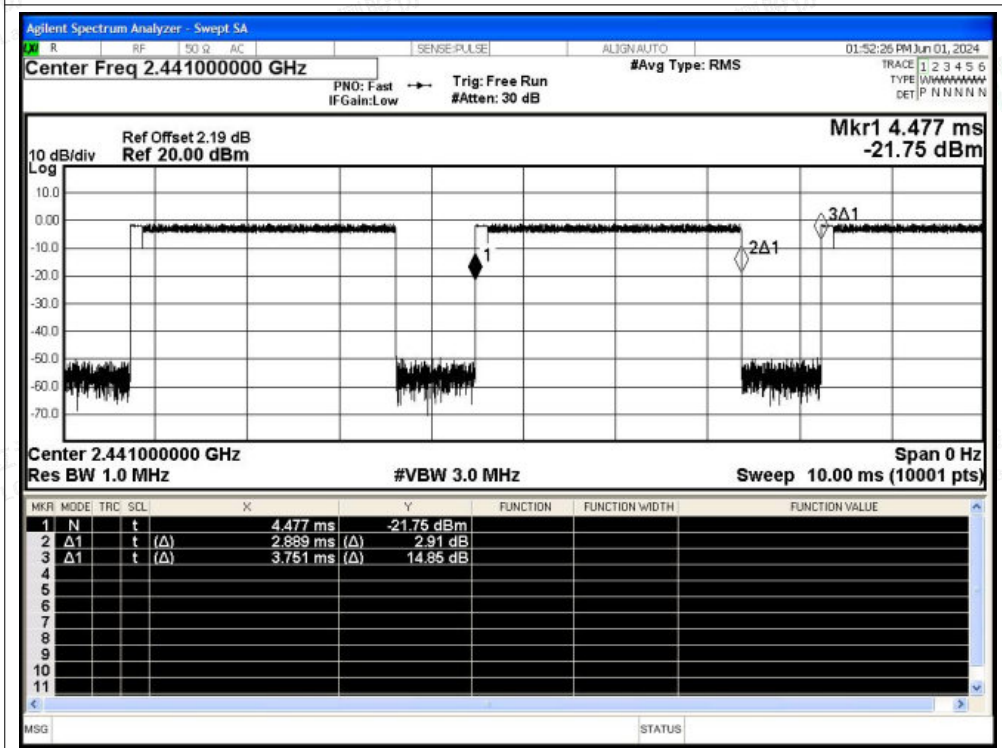 Agilent Spectrum Analyzer - Swept SA
LXI R RF 50 Ω AC SENSE:PULSE ALIGN AUTO 01:52:26 PM Jun 01, 2024
Center Freq 2.441000000 GHz #Avg Type: RMS TRACE 1 2 3 4 5 6
PNO: Fast Trig: Free Run TYPE WWWWWW
IFGain:Low #Atten: 30 dB DET P N N N N N
Mkr1 4.477 ms
Ref Offset 2.19 dB
10 dB/div Ref 20.00 dBm -21.75 dBm
Log
10.0
0.00
3Δ1
-10.0
1
2Δ1
-20.0
-30.0
-40.0
-50.0
-60.0
-70.0
Center 2.441000000 GHz Span 0 Hz
Res BW 1.0 MHz #VBW 3.0 MHz Sweep 10.00 ms (10001 pts)
MKR MODE TRC SCL X Y FUNCTION FUNCTION WIDTH FUNCTION VALUE
1 N t 4.477 ms -21.75 dBm
2 Δ1 t (Δ) 2.889 ms (Δ) 2.91 dB
3 Δ1 t (Δ) 3.751 ms (Δ) 14.85 dB
4
5
6
7
8
9
10
11
MSG STATUS